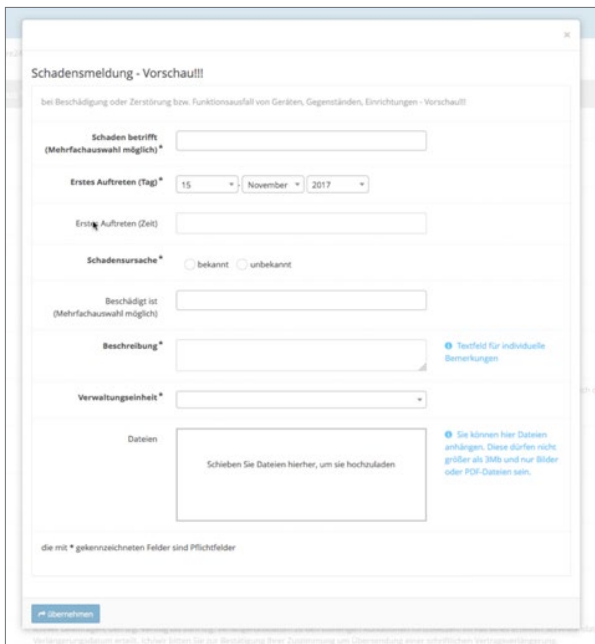 ×
Schadensmeldung - Vorschau!!!
bei Beschädigung oder Zerstörung bzw. Funktionsausfall von Geräten, Gegenständen, Einrichtungen - Vorschau!!!
Schaden betrifft
(Mehrfachauswahl möglich) *
Erstes Auftreten (Tag) *
15 . November 2017
Erstes Auftreten (Zeit)
Schadensursache * bekannt unbekannt
Beschädigt ist
(Mehrfachauswahl möglich)
Beschreibung *
Textfeld für individuelle
Bemerkungen
Verwaltungseinheit *
Dateien
Schieben Sie Dateien hierher, um sie hochzuladen
Sie können hier Dateien
anhängen. Diese dürfen nicht
größer als 3Mb und nur Bilder
oder PDF-Dateien sein.
die mit * gekennzeichneten Felder sind Pflichtfelder
übernehmen